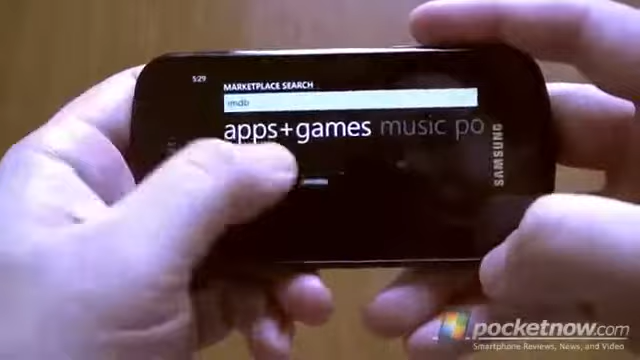 5:29
MARKETPLACE SEARCH
imdb
apps+games music po
SAMSUNG
pocketnow.com
Smartphone Reviews, News, and Video